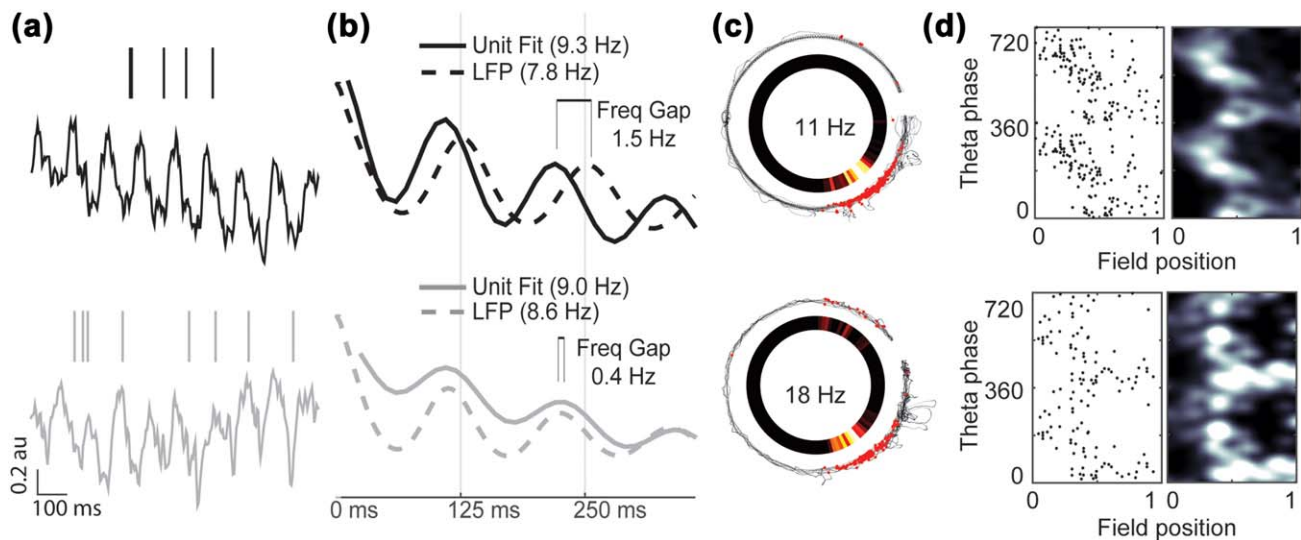 (a)
(b)
(c)
(d)
Unit Fit (9.3 Hz)
LFP (7.8 Hz)
Freq Gap
1.5 Hz
11 Hz
Theta phase
720
360
0
0
1
0
1
Field position
Unit Fit (9.0 Hz)
LFP (8.6 Hz)
Freq Gap
0.4 Hz
18 Hz
Theta phase
720
360
0
0
1
0
1
Field position
0.2 au
100 ms
0 ms
125 ms
250 ms